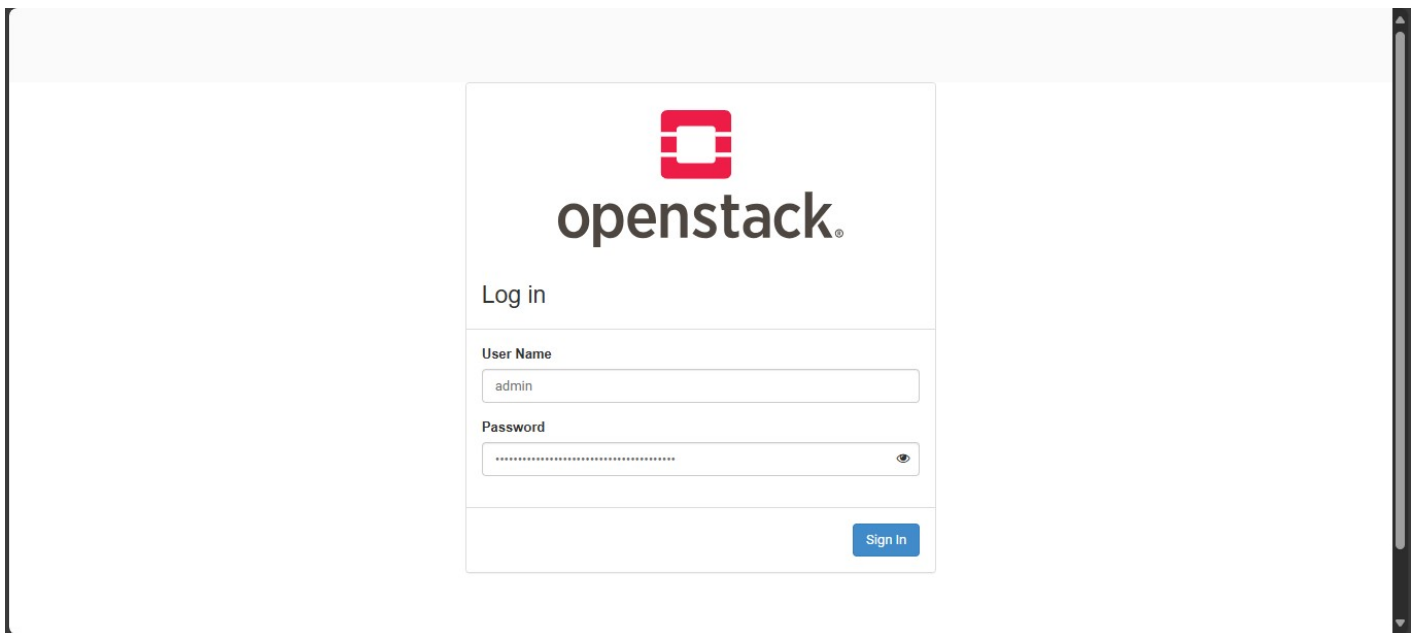 openstack.®
Log in
User Name
admin
Password
Sign In